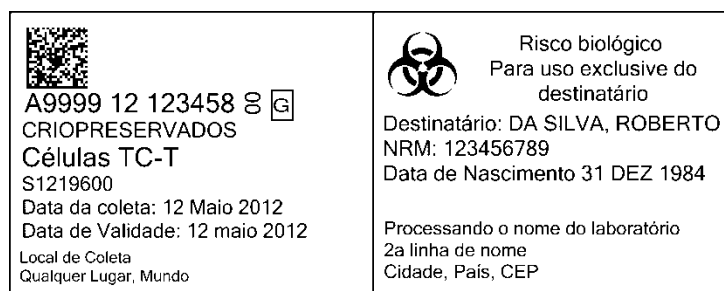 A9999 12 123458 00 G
CRIOPRESERVADOS
Células TC-T
S1219600
Data da coleta: 12 Maio 2012
Data de Validade: 12 maio 2012
Local de Coleta
Qualquer Lugar, Mundo
Risco biológico
Para uso exclusive do
destinatário
Destinatário: DA SILVA, ROBERTO
NRM: 123456789
Data de Nascimento 31 DEZ 1984
Processando o nome do laboratório
2a linha de nome
Cidade, País, CEP